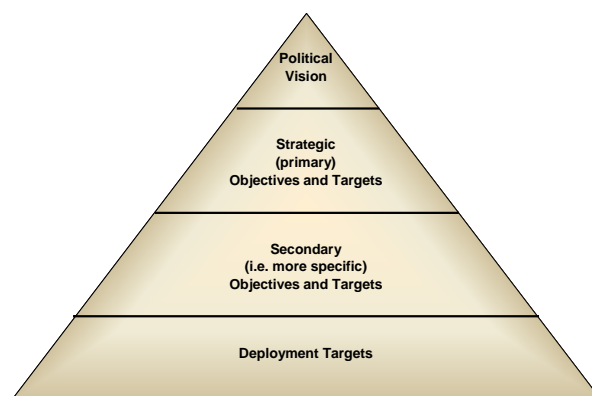 Political
Vision
Strategic
(primary)
Objectives and Targets
Secondary
(i.e. more specific)
Objectives and Targets
Deployment Targets